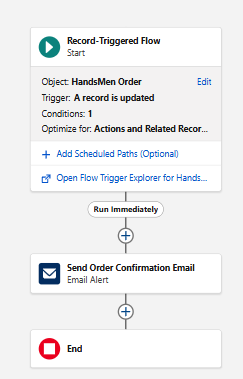 Record-Triggered Flow
Start
Object: HandsMen Order
Edit
Trigger: A record is updated
Conditions: 1
Optimize for: Actions and Related Recor...
+ Add Scheduled Paths (Optional)
Open Flow Trigger Explorer for Hands...
Run Immediately
Send Order Confirmation Email
Email Alert
End